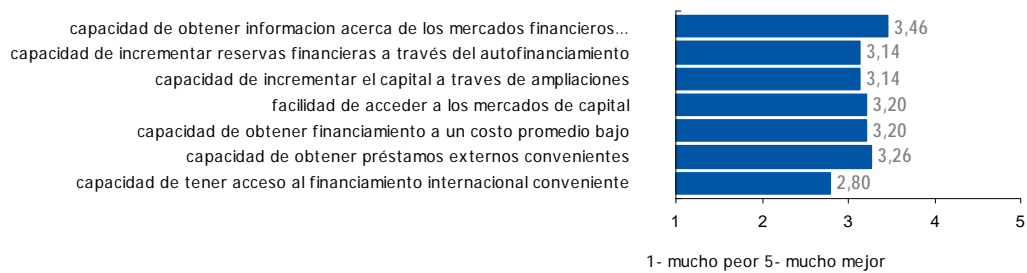 capacidad de obtener informacion acerca de los mercados financieros... 3,46
capacidad de incrementar reservas financieras a través del autofinanciamiento 3,14
capacidad de incrementar el capital a traves de ampliaciones 3,14
facilidad de acceder a los mercados de capital 3,20
capacidad de obtener financiamiento a un costo promedio bajo 3,20
capacidad de obtener préstamos externos convenientes 3,26
capacidad de tener acceso al financiamiento internacional conveniente 2,80
1 2 3 4 5
1- mucho peor 5- mucho mejor